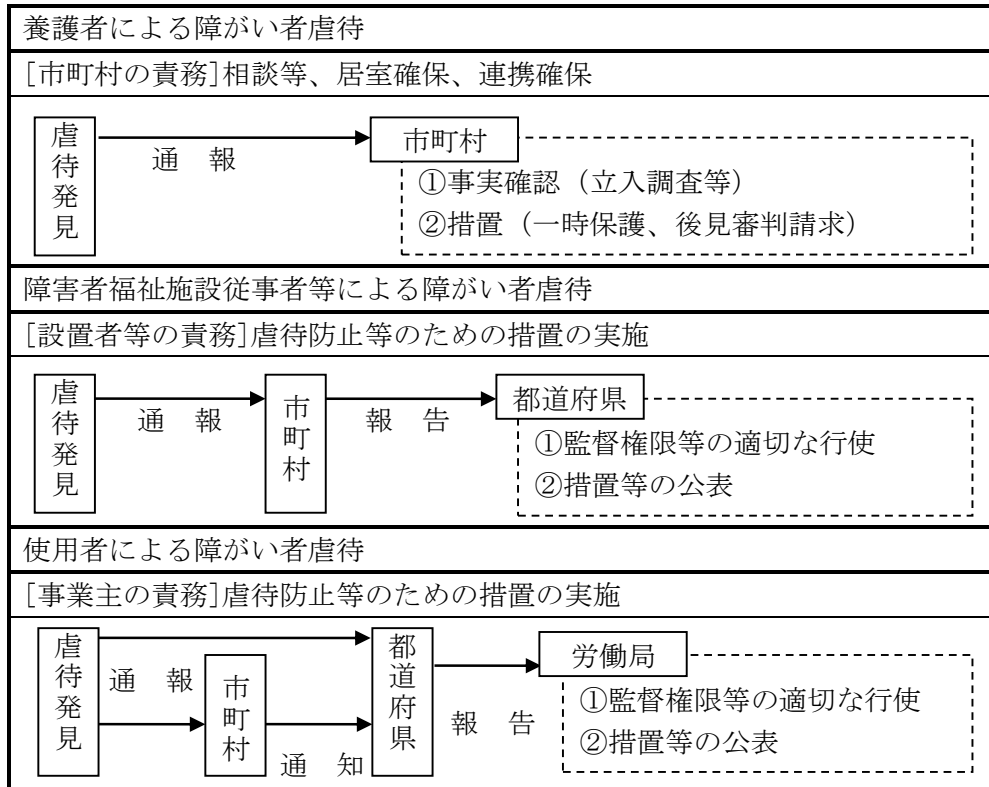 養護者による障がい者虐待
[市町村の責務]相談等、居室確保、連携確保
虐待発見
通 報
市町村
①事実確認（立入調査等）
②措置（一時保護、後見審判請求）
障害者福祉施設従事者等による障がい者虐待
[設置者等の責務]虐待防止等のための措置の実施
虐待発見
通 報
市町村
報 告
都道府県
①監督権限等の適切な行使
②措置等の公表
使用者による障がい者虐待
[事業主の責務]虐待防止等のための措置の実施
虐待発見
通 報
市町村
通 知
都道府県
報 告
労働局
①監督権限等の適切な行使
②措置等の公表